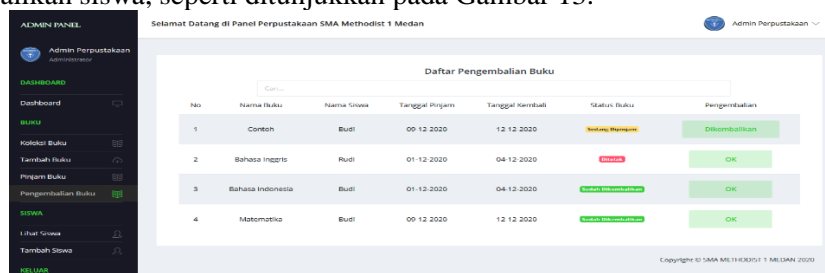 ahkan siswa, seperti ditunjukkan pada Gambar 15.
ADMIN PANEL
Selamat Datang di Panel Perpustakaan SMA Methodist 1 Medan
Admin Perpustakaan
Admin Perpustakaan
Administrator
DASHBOARD
Dashboard
BUKU
Koleksi Buku
Tambah Buku
Pinjam Buku
Pengembalian Buku
SISWA
Lihat Siswa
Tambah Siswa
KELUAR
Daftar Pengembalian Buku
Cari...
No Nama Buku Nama Siswa Tanggal Pinjam Tanggal Kembali Status Buku Pengembalian
1 Contoh Budi 09-12-2020 12-12-2020 Sedang Dipinjam Dikembalikan
2 Bahasa Inggris Rudi 01-12-2020 04-12-2020 Ditolak OK
3 Bahasa Indonesia Budi 01-12-2020 04-12-2020 Sudah Dikembalikan OK
4 Matematika Budi 09-12-2020 12-12-2020 Sudah Dikembalikan OK
Copyright © SMA METHODIST 1 MEDAN 2020